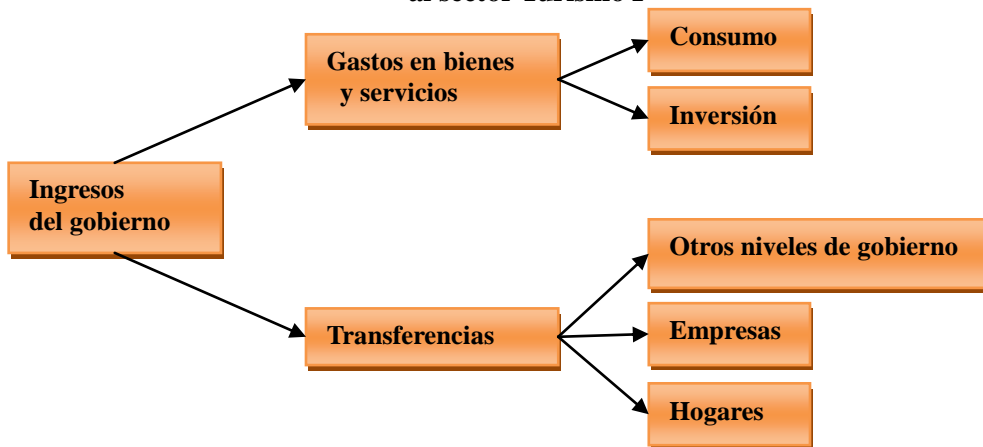 Consumo
Gastos en bienes
y servicios
Inversión
Ingresos
del gobierno
Otros niveles de gobierno
Transferencias
Empresas
Hogares